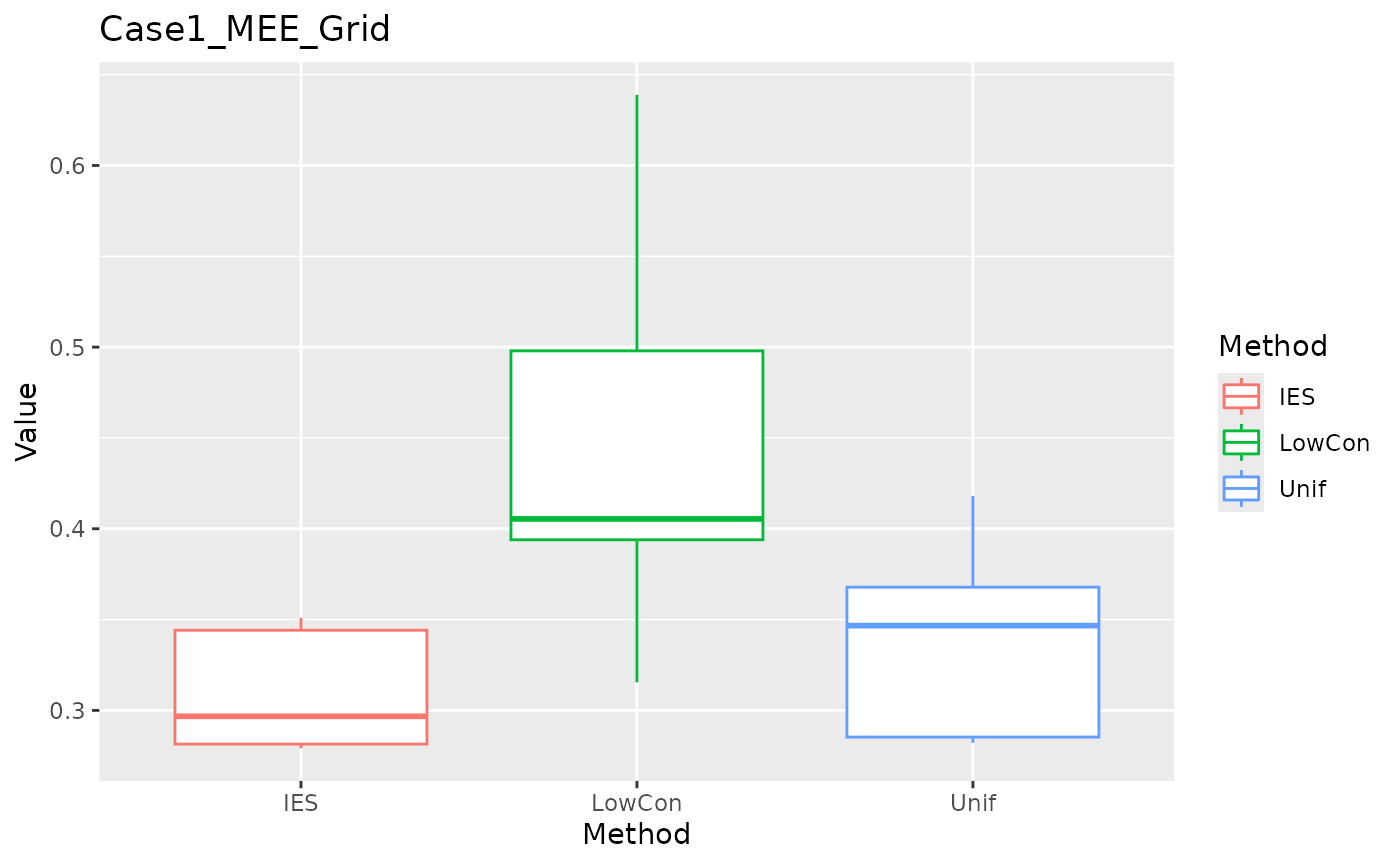 Case1_MEE_Grid
0.6
0.5
0.4
0.3
Value
IES
LowCon
Unif
Method
Method
IES
LowCon
Unif